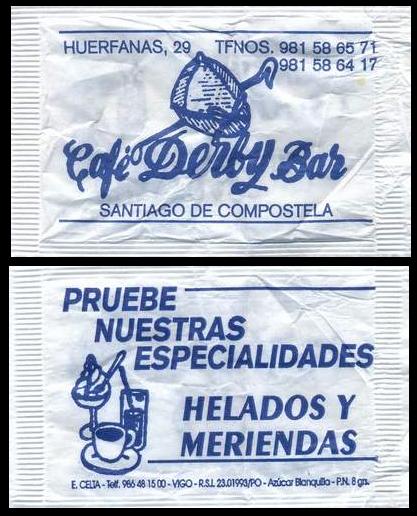 HUERFANAS, 29 TFNOS. 981 58 65 71
981 58 64 17
Café Derby Bar
SANTIAGO DE COMPOSTELA
PRUEBE
NUESTRAS
ESPECIALIDADES
HELADOS Y
MERIENDAS
E. CELTA - Telf. 986 48 15 00 - VIGO - R.S.I. 23.01993/PO - Azúcar Blanquilla - P.N. 8 grs.